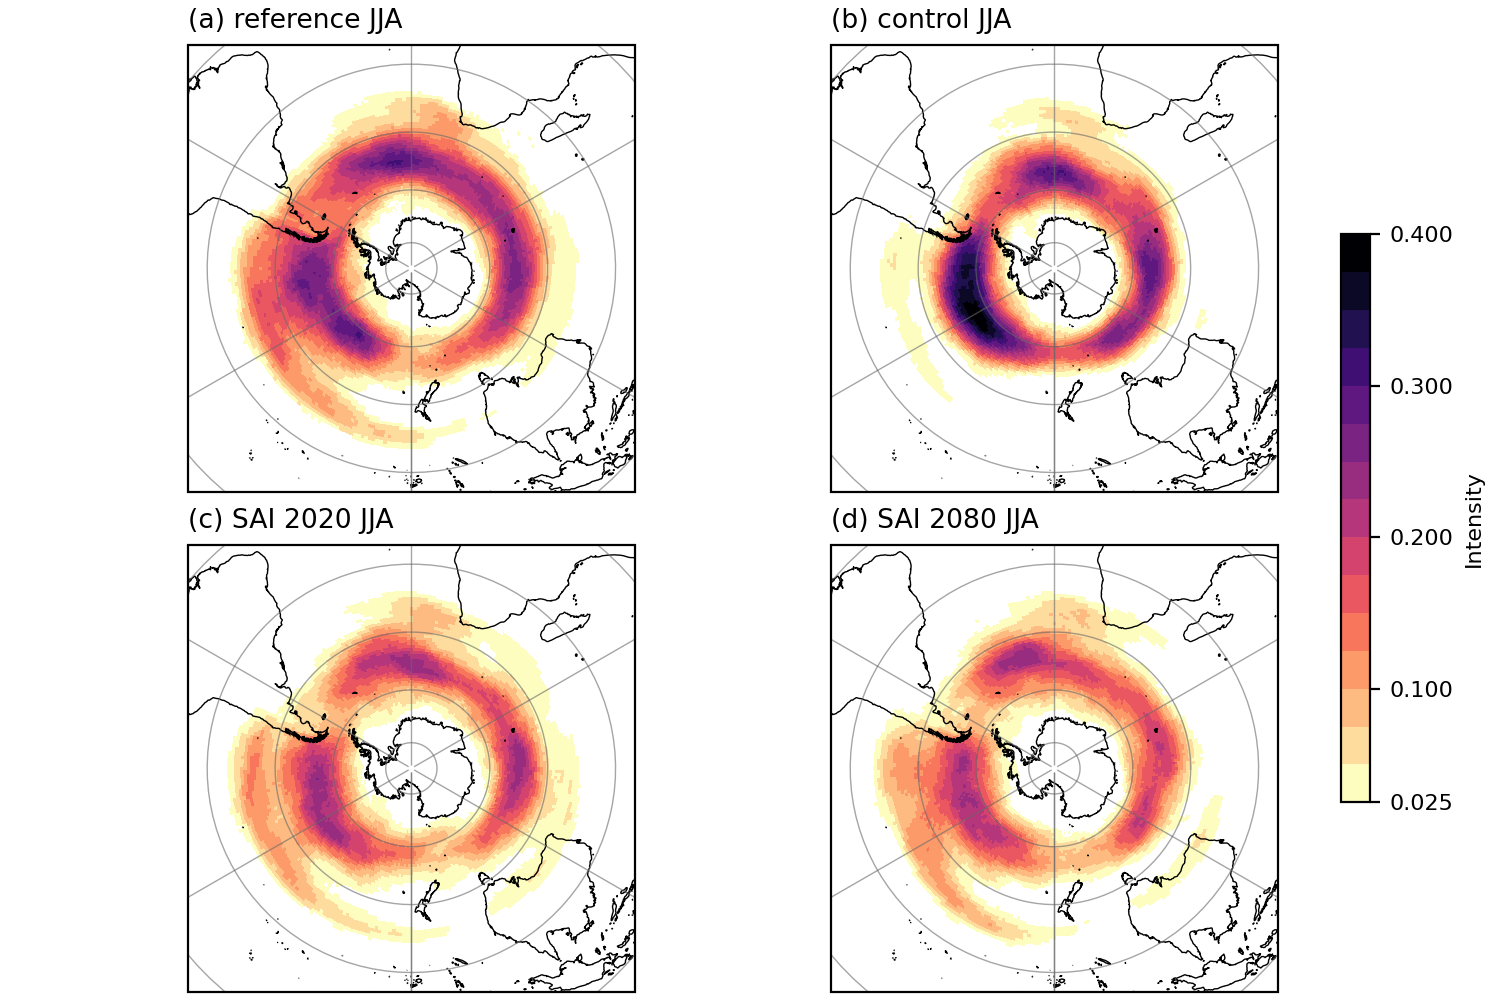 (a) reference JJA
(b) control JJA
(c) SAI 2020 JJA
(d) SAI 2080 JJA
0.400
0.300
0.200
0.100
0.025
Intensity